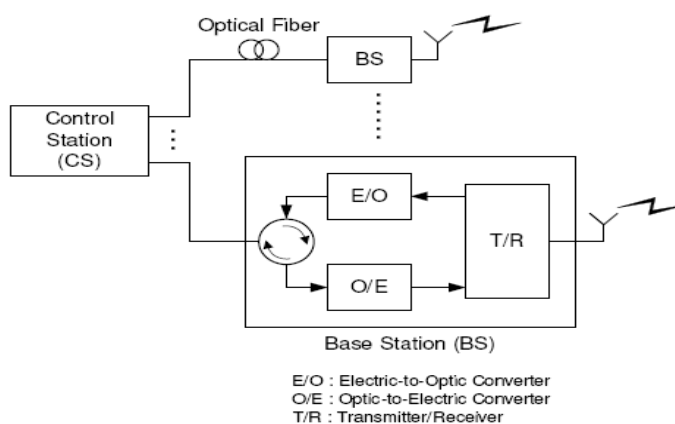 Optical Fiber
BS
Control
Station
(CS)
E/O
T/R
O/E
Base Station (BS)
E/O : Electric-to-Optic Converter
O/E : Optic-to-Electric Converter
T/R : Transmitter/Receiver